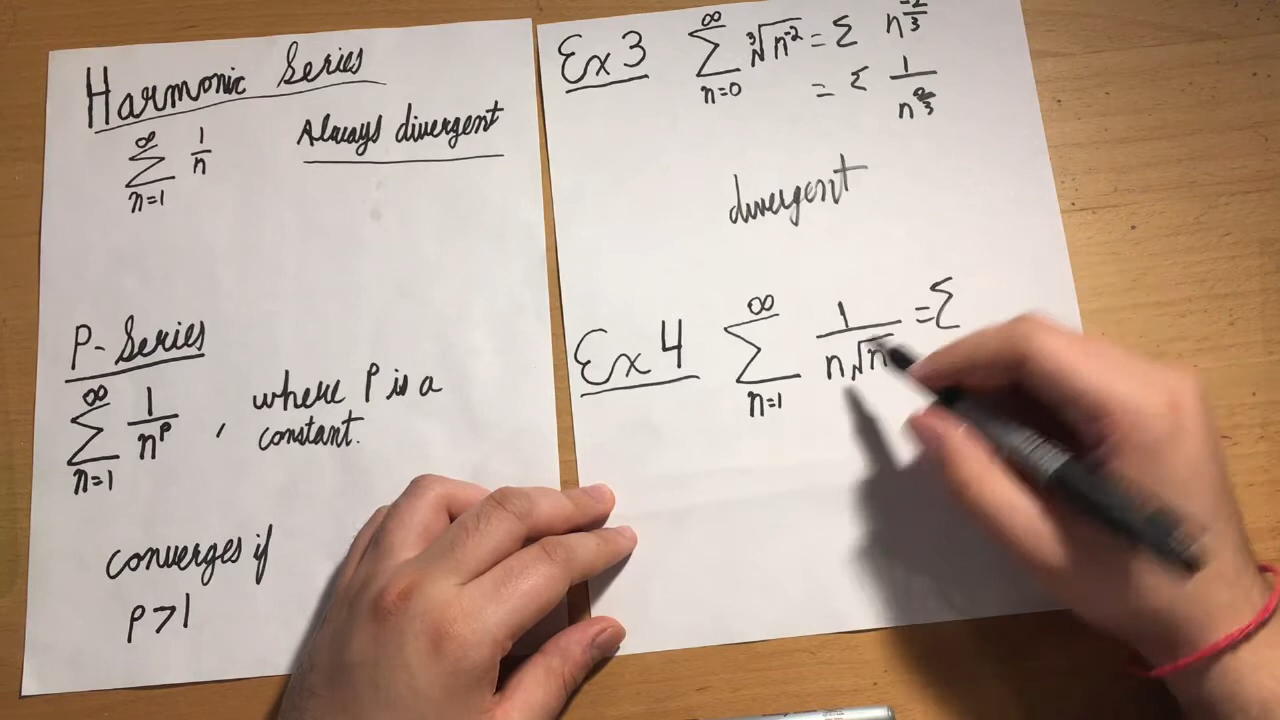 Harmonic Series
∞
∑ 1/n
n=1
Always divergent
P-Series
∞
∑ 1/n^p , where P is a
n=1 constant.
converges if
P>1
Ex 3 ∞
∑ ∛n^-2 = Σ n^-2/3
n=0 = Σ 1/n^2/3
divergent
Ex 4 ∞
∑ 1/n√n = Σ
n=1